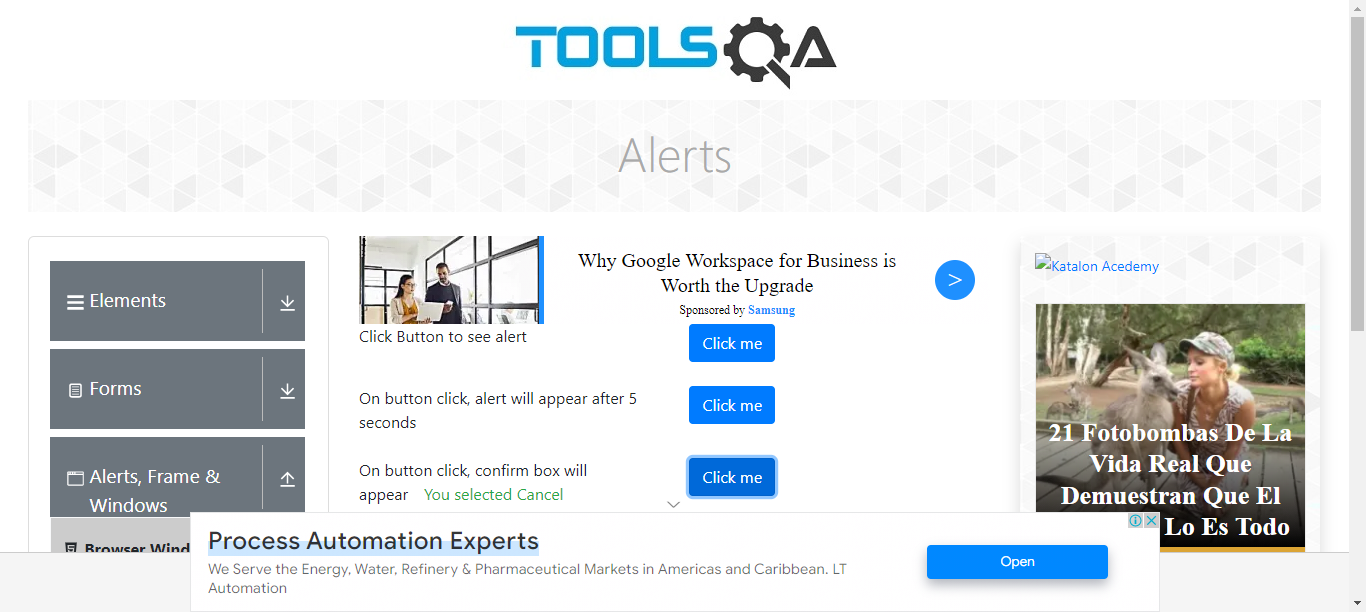 TOOLSQA
Alerts
Elements
Forms
Alerts, Frame &
Windows
Browser Wind
Why Google Workspace for Business is
Worth the Upgrade
Sponsored by Samsung
>
Click Button to see alert
Click me
On button click, alert will appear after 5
seconds
Click me
On button click, confirm box will
appear You selected Cancel
Click me
Katalon Acedemy
21 Fotobombas De La
Vida Real Que
Demuestran Que El
Lo Es Todo
Process Automation Experts
We Serve the Energy, Water, Refinery & Pharmaceutical Markets in Americas and Caribbean. LT
Automation
Open